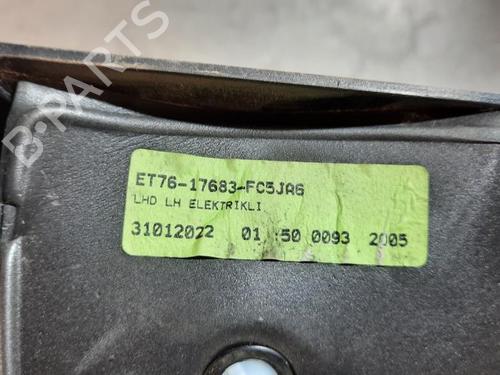 B-PARTS
ET76-17683-FC5JA6
LHD LH ELEKTRIKLI
31012022 01 50 0093 2005